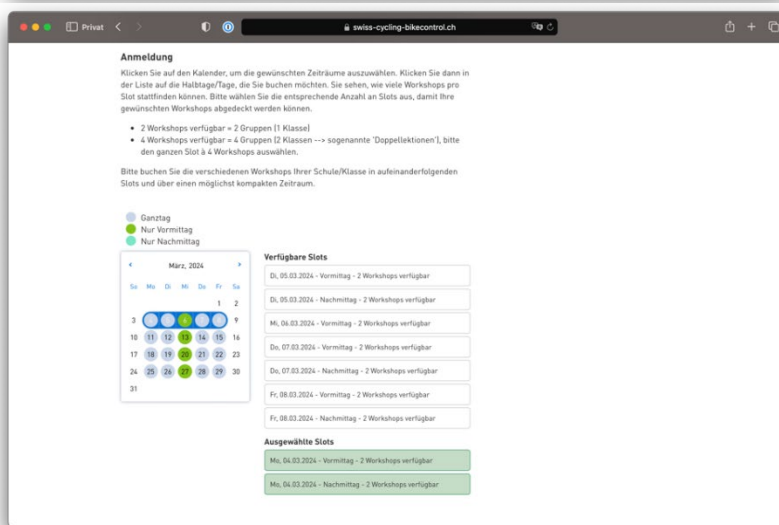 Privat
swiss-cycling-bikecontrol.ch
Anmeldung
Klicken Sie auf den Kalender, um die gewünschten Zeiträume auszuwählen. Klicken Sie dann in
der Liste auf die Halbtage/Tage, die Sie buchen möchten. Sie sehen, wie viele Workshops pro
Slot stattfinden können. Bitte wählen Sie die entsprechende Anzahl an Slots aus, damit Ihre
gewünschten Workshops abgedeckt werden können.
• 2 Workshops verfügbar = 2 Gruppen (1 Klasse)
• 4 Workshops verfügbar = 4 Gruppen (2 Klassen --> sogenannte 'Doppellektionen'), bitte
den ganzen Slot à 4 Workshops auswählen.
Bitte buchen Sie die verschiedenen Workshops Ihrer Schule/Klasse in aufeinanderfolgenden
Slots und über einen möglichst kompakten Zeitraum.
Ganztag
Nur Vormittag
Nur Nachmittag
März, 2024
So Mo Di Mi Do Fr Sa
1 2
3 4 5 6 7 8 9
10 11 12 13 14 15 16
17 18 19 20 21 22 23
24 25 26 27 28 29 30
31
Verfügbare Slots
Di, 05.03.2024 - Vormittag - 2 Workshops verfügbar
Di, 05.03.2024 - Nachmittag - 2 Workshops verfügbar
Mi, 06.03.2024 - Vormittag - 2 Workshops verfügbar
Do, 07.03.2024 - Vormittag - 2 Workshops verfügbar
Do, 07.03.2024 - Nachmittag - 2 Workshops verfügbar
Fr, 08.03.2024 - Vormittag - 2 Workshops verfügbar
Fr, 08.03.2024 - Nachmittag - 2 Workshops verfügbar
Ausgewählte Slots
Mo, 04.03.2024 - Vormittag - 2 Workshops verfügbar
Mo, 04.03.2024 - Nachmittag - 2 Workshops verfügbar